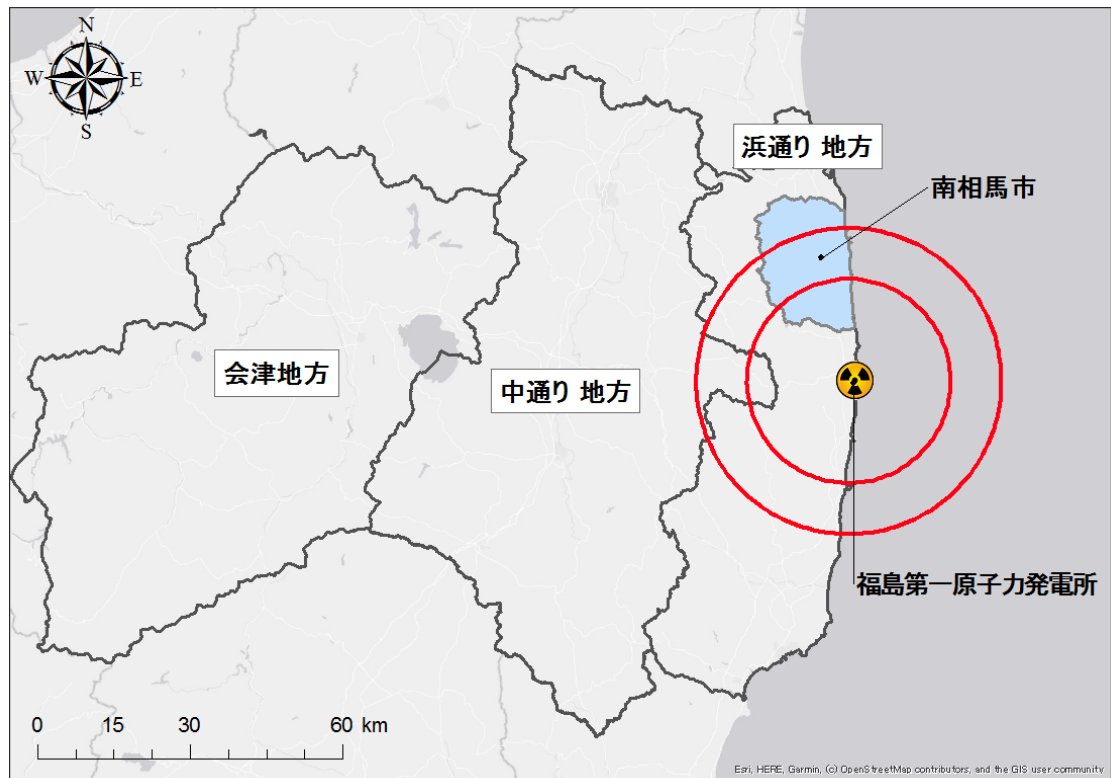 N
W E
S
浜通り 地方
南相馬市
会津地方
中通り 地方
福島第一原子力発電所
0 15 30 60 km
Esri, HERE, Garmin, (c) OpenStreetMap contributors, and the GIS user community